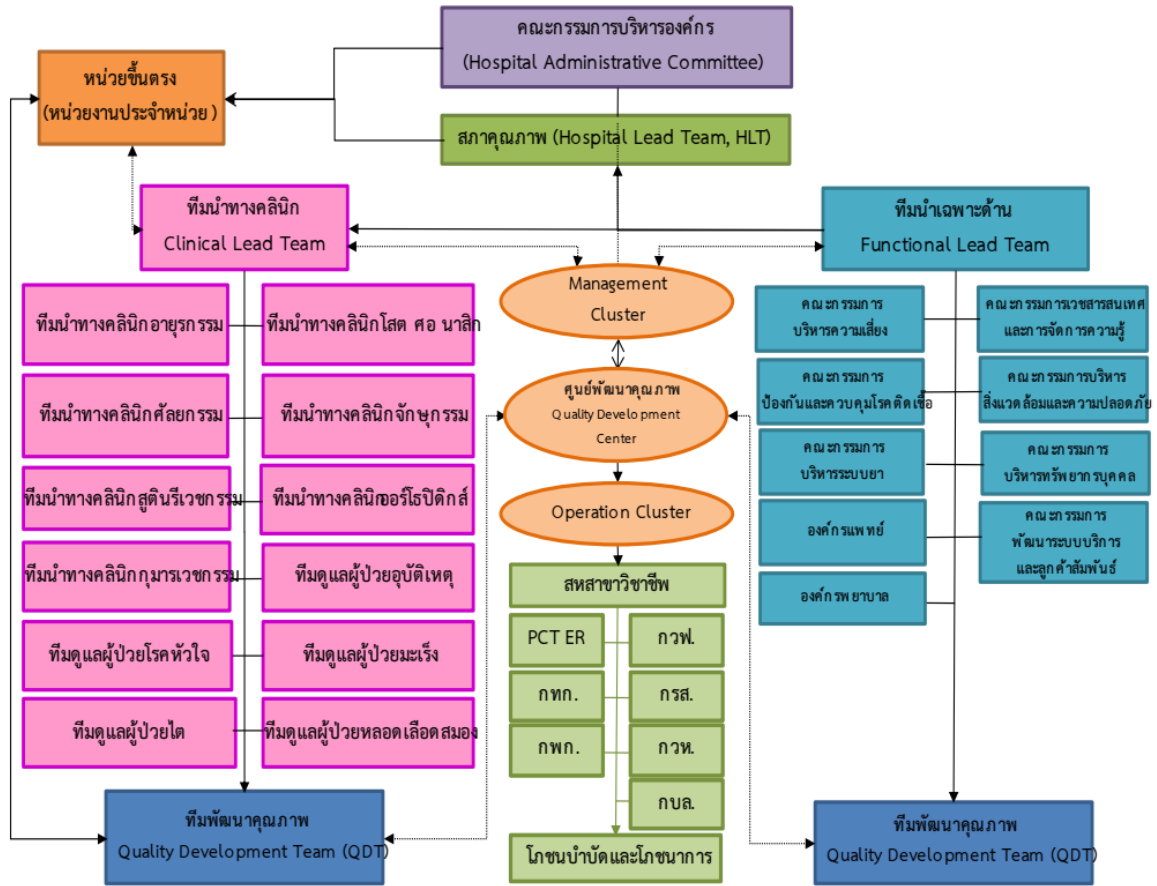 คณะกรรมการบริหารองค์กร
(Hospital Administrative Committee)
หน่วยขึ้นตรง
(หน่วยงานประจำหน่วย )
สภาคุณภาพ (Hospital Lead Team, HLT)
ทีมนำทางคลินิก
Clinical Lead Team
ทีมนำเฉพาะด้าน
Functional Lead Team
Management
Cluster
ศูนย์พัฒนาคุณภาพ
Quality Development
Center
Operation Cluster
ทีมนำทางคลินิกอายุรกรรม
ทีมนำทางคลินิกโสต ศอ นาสิก
ทีมนำทางคลินิกศัลยกรรม
ทีมนำทางคลินิกจักษุกรรม
ทีมนำทางคลินิกสูตินรีเวชกรรม
ทีมนำทางคลินิกออร์โธปิดิกส์
ทีมนำทางคลินิกกุมารเวชกรรม
ทีมดูแลผู้ป่วยอุบัติเหตุ
ทีมดูแลผู้ป่วยโรคหัวใจ
ทีมดูแลผู้ป่วยมะเร็ง
ทีมดูแลผู้ป่วยไต
ทีมดูแลผู้ป่วยหลอดเลือดสมอง
คณะกรรมการ
บริหารความเสี่ยง
คณะกรรมการเวชสารสนเทศ
และการจัดการความรู้
คณะกรรมการ
ป้องกันและควบคุมโรคติดเชื้อ
คณะกรรมการบริหาร
สิ่งแวดล้อมและความปลอดภัย
คณะกรรมการ
บริหารระบบยา
คณะกรรมการ
บริหารทรัพยากรบุคคล
องค์กรแพทย์
คณะกรรมการ
พัฒนาระบบบริการ
และลูกค้าสัมพันธ์
องค์กรพยาบาล
สหสาขาวิชาชีพ
PCT ER
กวฟ.
กทก.
กรส.
กพก.
กวห.
กบล.
โภชนบำบัดและโภชนาการ
ทีมพัฒนาคุณภาพ
Quality Development Team (QDT)
ทีมพัฒนาคุณภาพ
Quality Development Team (QDT)